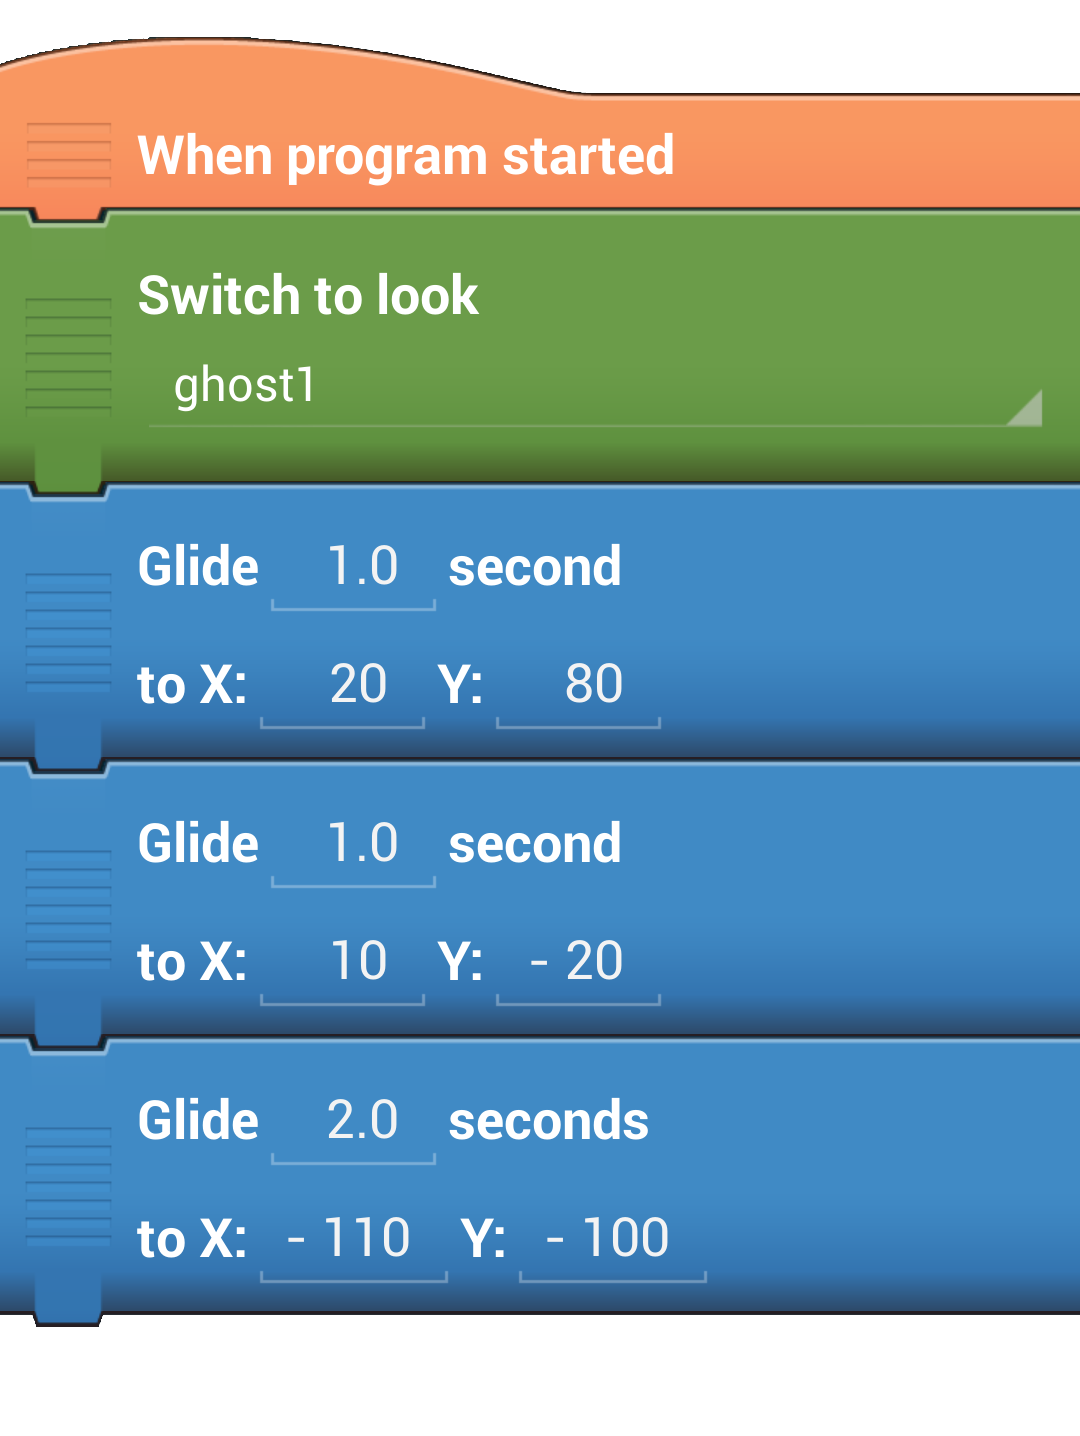 When program started
Switch to look
ghost1
Glide 1.0 second
to X: 20 Y: 80
Glide 1.0 second
to X: 10 Y: - 20
Glide 2.0 seconds
to X: - 110 Y: - 100